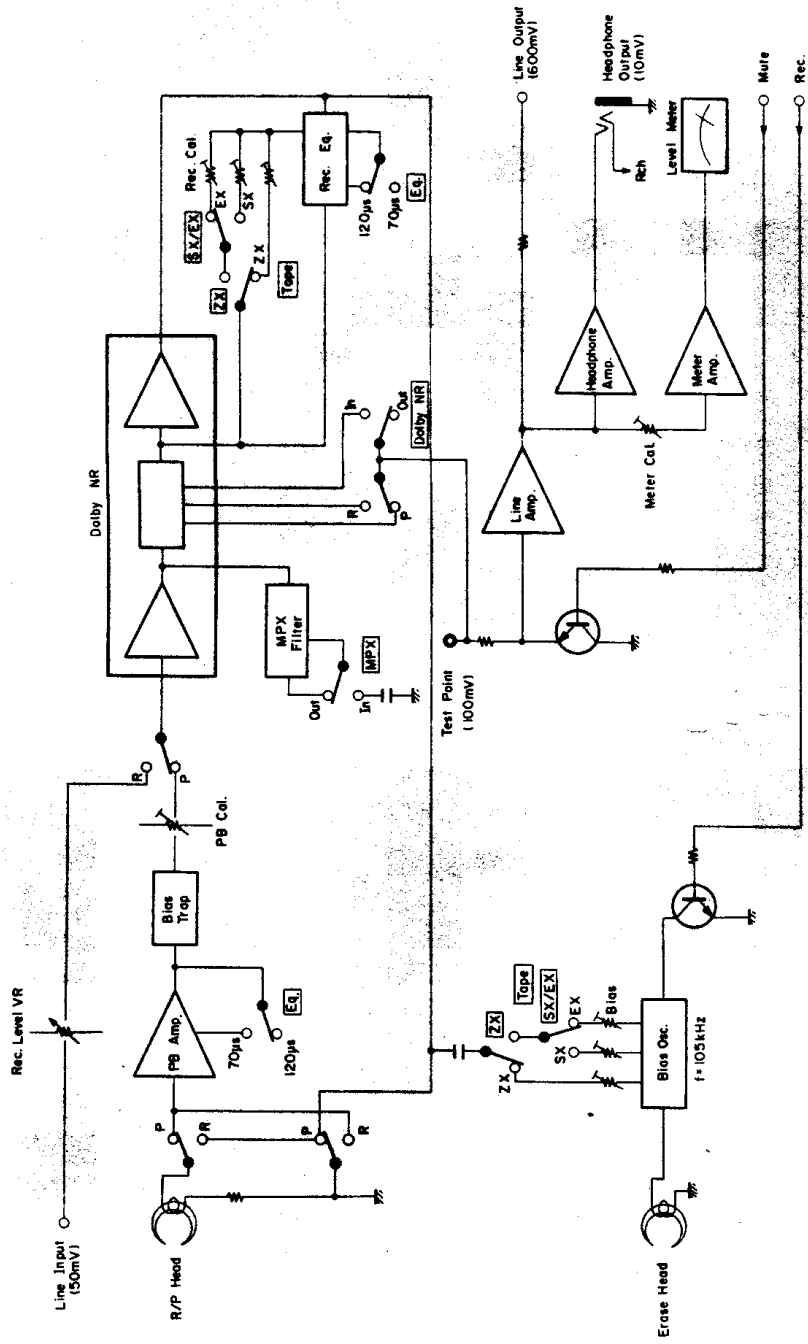 Line Input
(50mV)
Rec. Level VR
R/P Head
P
R
P
R
PB Amp.
70µs
120µs
Eq.
Bias
Trap
PB Cal.
R
P
Dolby NR
MPX
Filter
Out
In
MPX
R
P
In
Out
Dolby NR
ZX
SX/EX
EX
SX
Rec. Cal.
ZX
Tape
Rec. Eq.
120µs
70µs
Eq.
Test Point
(100mV)
Line
Amp.
Line Output
(600mV)
Headphone
Amp.
Headphone
Output
(10mV)
Rch
Meter Cal
Meter
Amp.
Level Meter
Mute
Rec.
Erase Head
Bias Osc.
f=105kHz
ZX
ZX
Tape
SX/EX
SX
EX
Bias